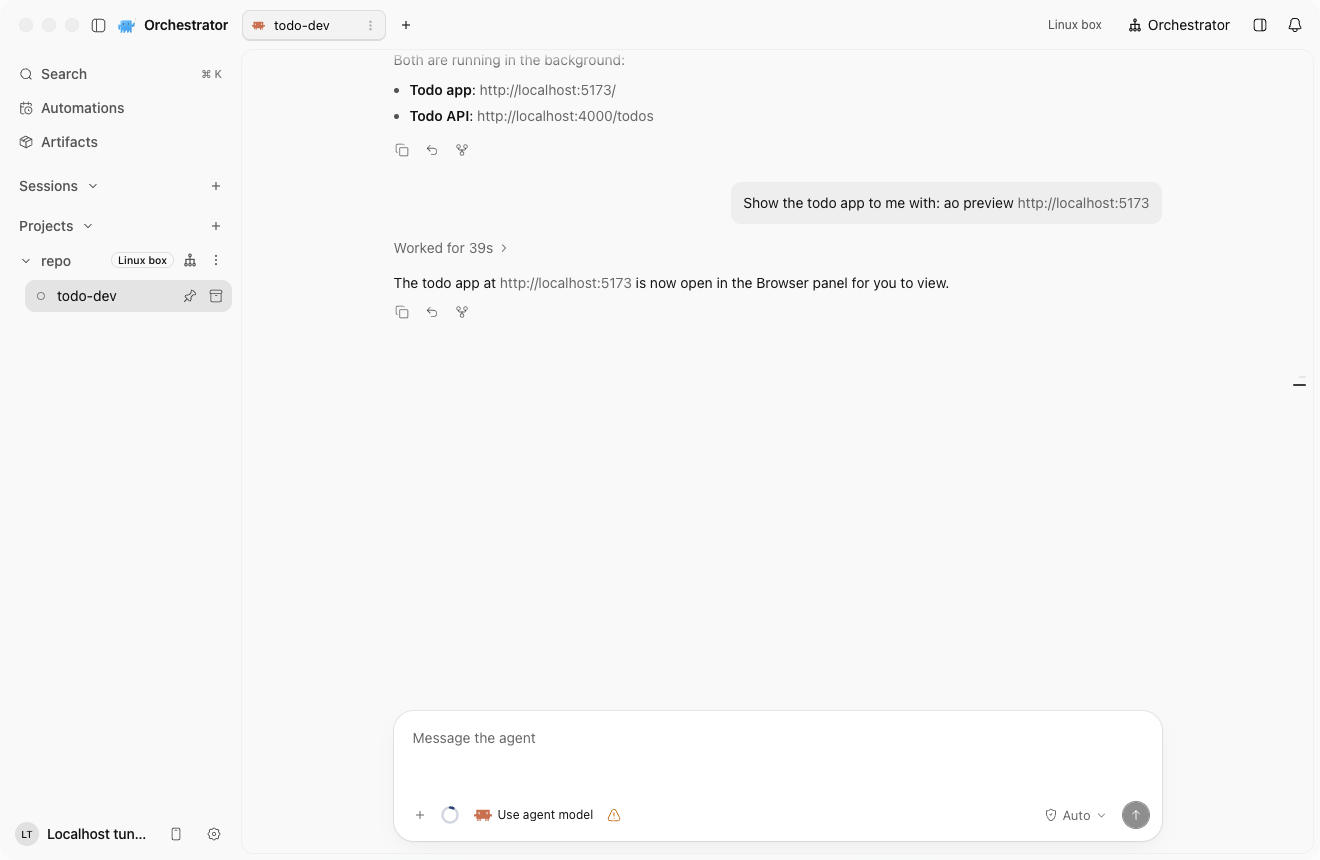 Orchestrator
todo-dev
Linux box
Orchestrator
Search
⌘ K
Automations
Artifacts
Sessions
Projects
repo
Linux box
todo-dev
Both are running in the background:
• Todo app: http://localhost:5173/
• Todo API: http://localhost:4000/todos
Show the todo app to me with: ao preview http://localhost:5173
Worked for 39s
The todo app at http://localhost:5173 is now open in the Browser panel for you to view.
Message the agent
Use agent model
Auto
LT
Localhost tun...